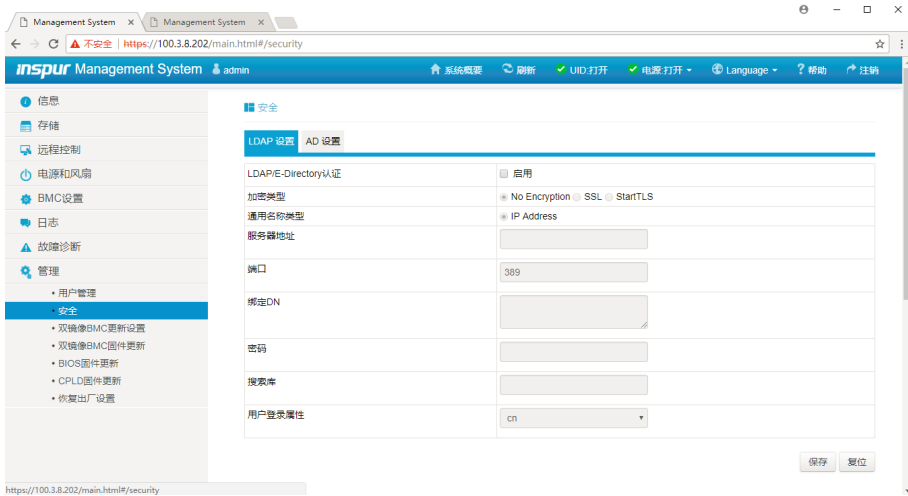 Management System
Management System
不安全 https://100.3.8.202/main.html#/security
inspur Management System admin 系统概要 刷新 UID:打开 电源:打开 Language 帮助 注销
信息
存储
远程控制
电源和风扇
BMC设置
日志
故障诊断
管理
• 用户管理
• 安全
• 双镜像BMC更新设置
• 双镜像BMC固件更新
• BIOS固件更新
• CPLD固件更新
• 恢复出厂设置
安全
LDAP 设置 AD 设置
LDAP/E-Directory认证 启用
加密类型 No Encryption SSL StartTLS
通用名称类型 IP Address
服务器地址
端口 389
绑定DN
密码
搜索库
用户登录属性 cn
保存 复位
https://100.3.8.202/main.html#/security